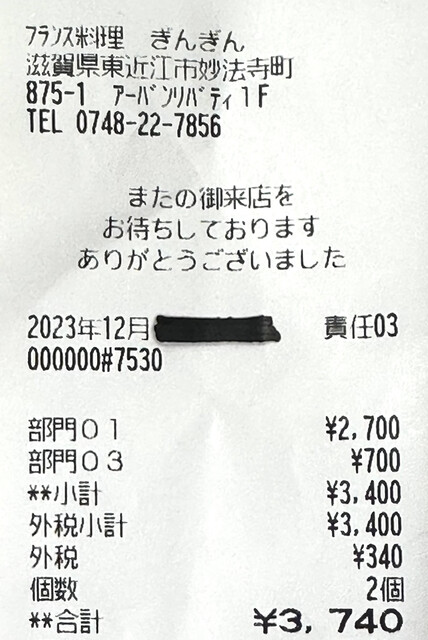 フランス料理 ぎんぎん
滋賀県東近江市妙法寺町
875-1 アーバンリバティ1F
TEL 0748-22-7856
またの御来店を
お待ちしております
ありがとうございました
2023年12月 責任03
000000#7530
部門01 ¥2,700
部門03 ¥700
**小計 ¥3,400
外税小計 ¥3,400
外税 ¥340
個数 2個
**合計 ¥3,740